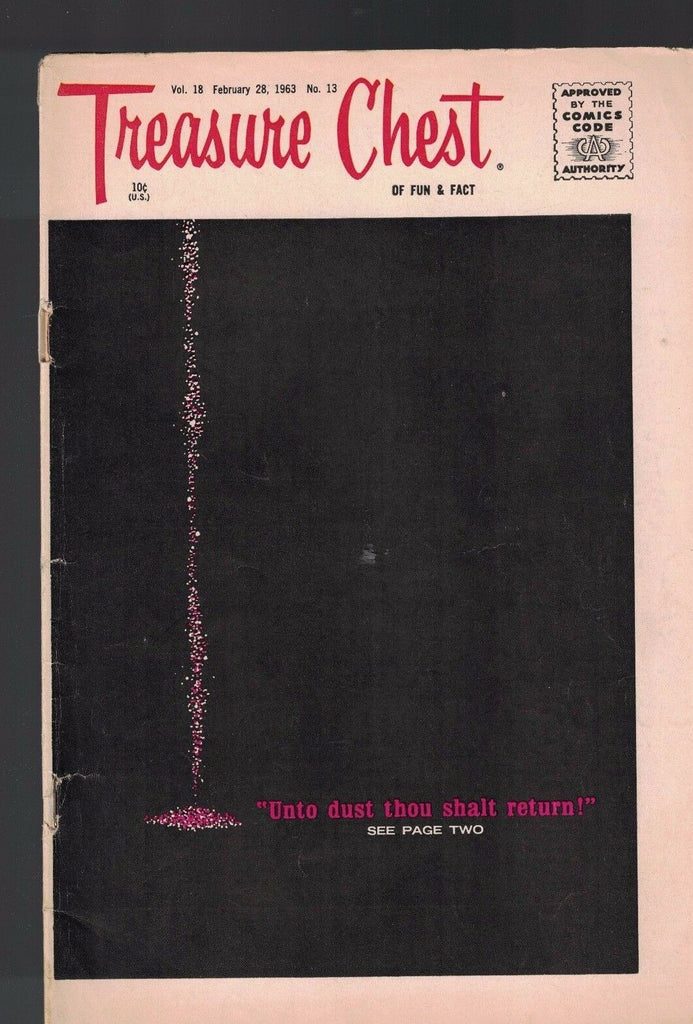 Vol. 18 February 28, 1963 No. 13
Treasure Chest®
10¢
(U.S.)
OF FUN & FACT
APPROVED
BY THE
COMICS
CODE
CA
AUTHORITY
"Unto dust thou shalt return!"
SEE PAGE TWO